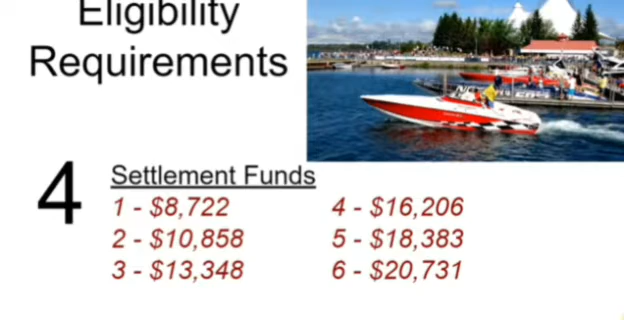 Eligibility
Requirements
4
Settlement Funds
1 - $8,722
2 - $10,858
3 - $13,348
4 - $16,206
5 - $18,383
6 - $20,731